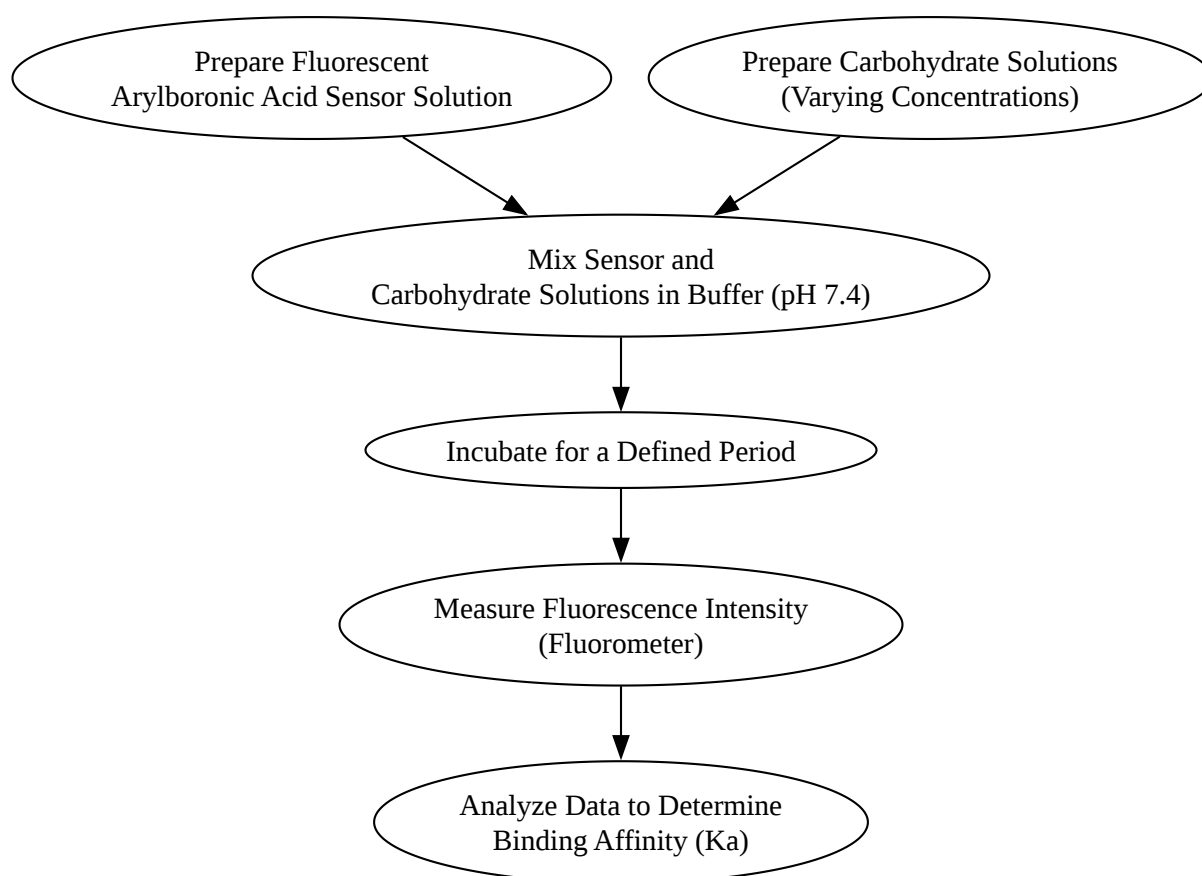 Prepare Fluorescent
Arylboronic Acid Sensor Solution
Prepare Carbohydrate Solutions
(Varying Concentrations)
Mix Sensor and
Carbohydrate Solutions in Buffer (pH 7.4)
Incubate for a Defined Period
Measure Fluorescence Intensity
(Fluorometer)
Analyze Data to Determine
Binding Affinity (Ka)